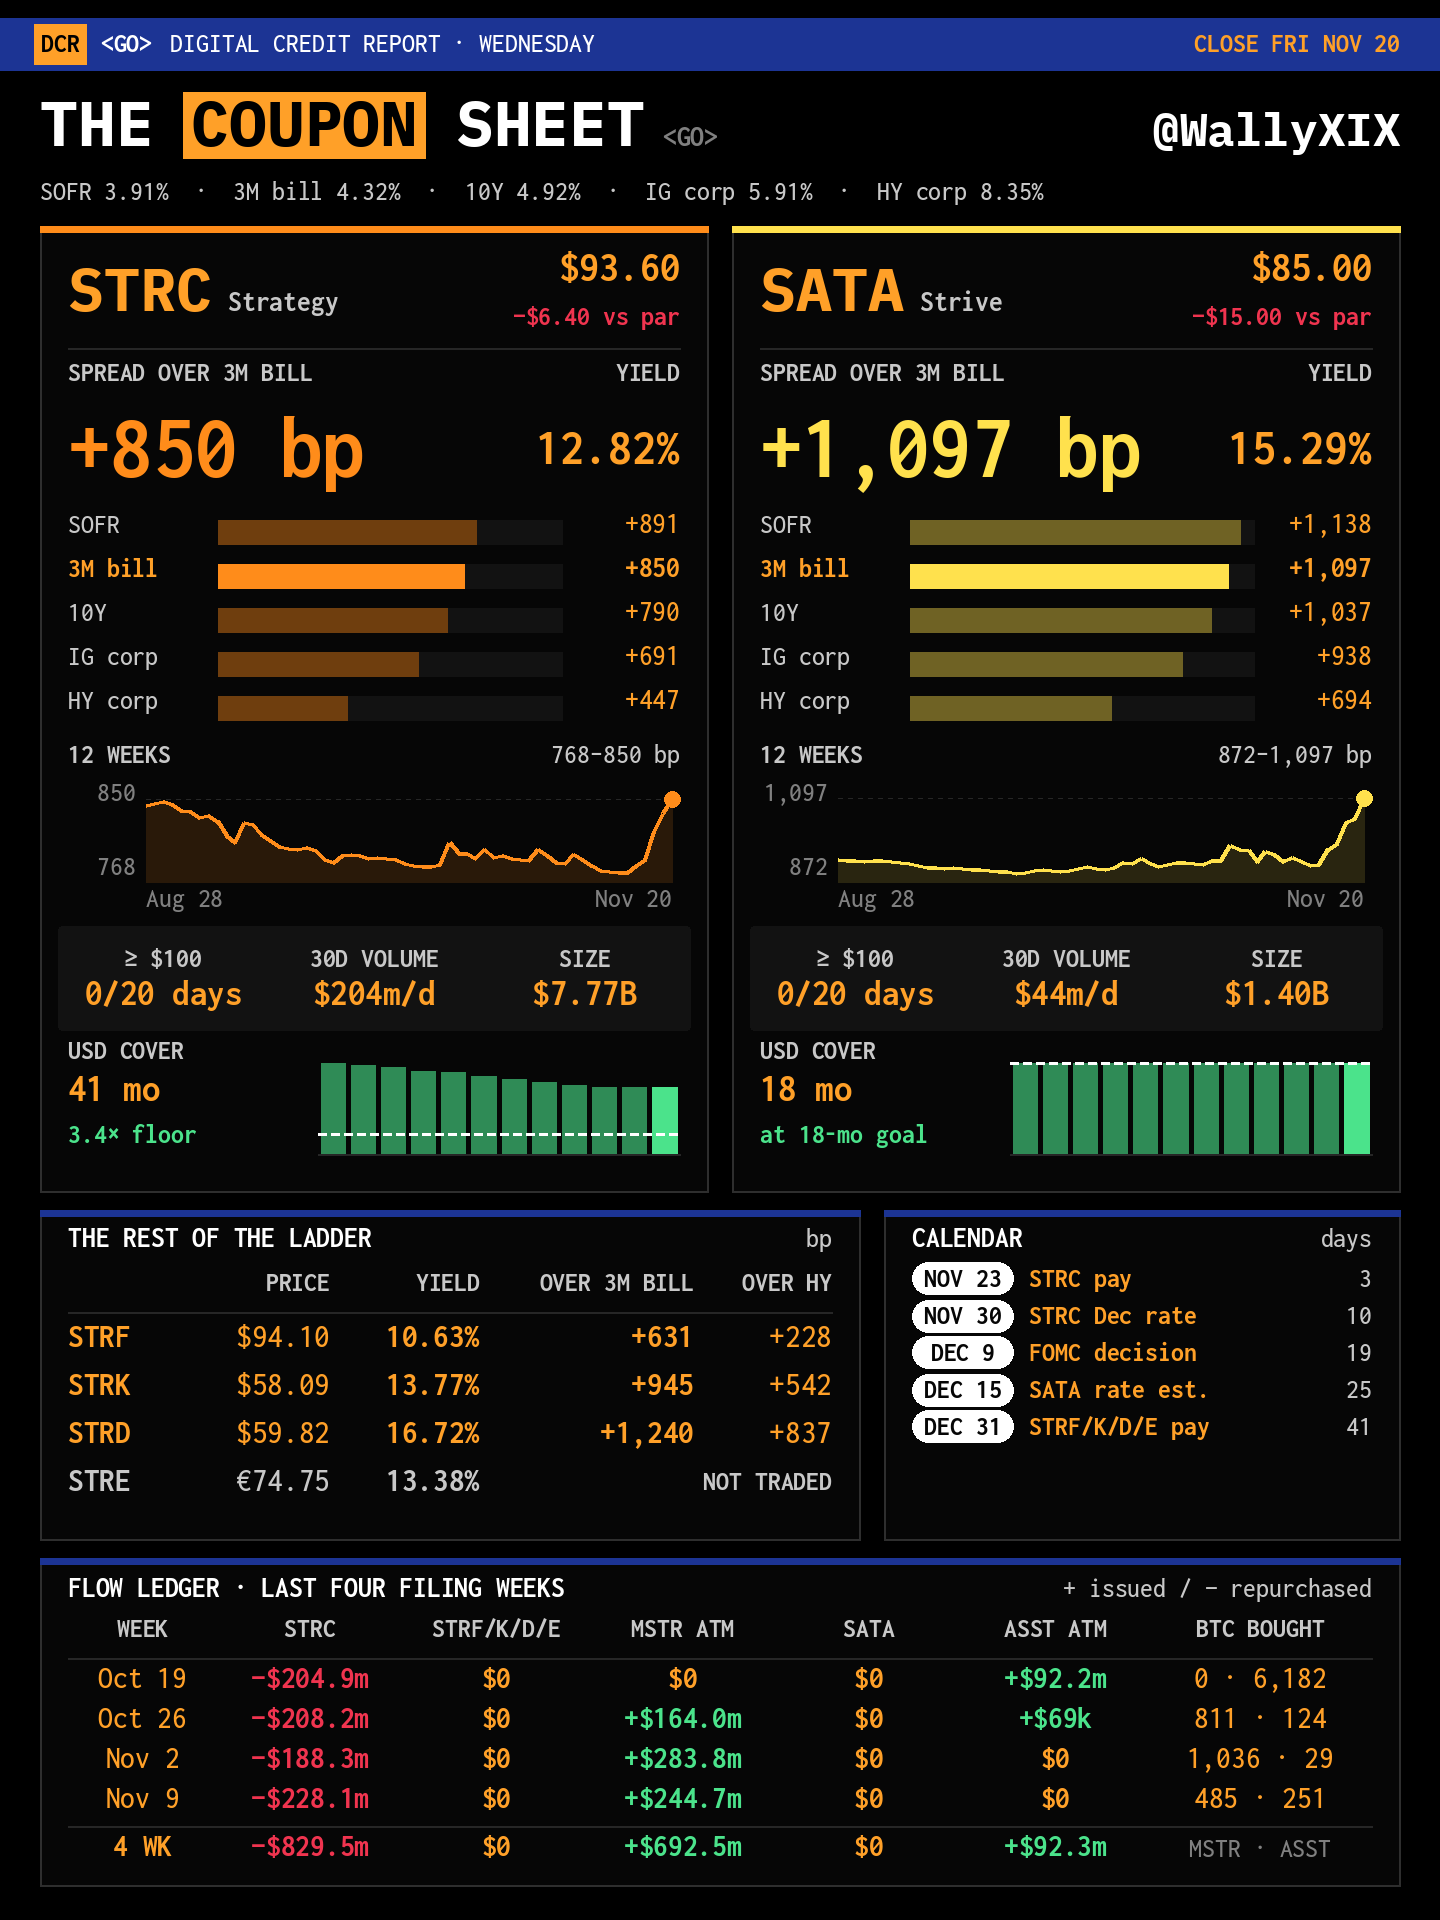 DCR <GO> DIGITAL CREDIT REPORT · WEDNESDAY CLOSE FRI NOV 20
THE COUPON SHEET <GO> @WallyXIX
SOFR 3.91% · 3M bill 4.32% · 10Y 4.92% · IG corp 5.91% · HY corp 8.35%
STRC Strategy $93.60
−$6.40 vs par
SPREAD OVER 3M BILL YIELD
+850 bp 12.82%
SOFR +891
3M bill +850
10Y +790
IG corp +691
HY corp +447
12 WEEKS 768–850 bp
850
768
Aug 28 Nov 20
≥ $100 30D VOLUME SIZE
0/20 days $204m/d $7.77B
USD COVER
41 mo
3.4× floor
SATA Strive $85.00
−$15.00 vs par
SPREAD OVER 3M BILL YIELD
+1,097 bp 15.29%
SOFR +1,138
3M bill +1,097
10Y +1,037
IG corp +938
HY corp +694
12 WEEKS 872–1,097 bp
1,097
872
Aug 28 Nov 20
≥ $100 30D VOLUME SIZE
0/20 days $44m/d $1.40B
USD COVER
18 mo
at 18-mo goal
THE REST OF THE LADDER bp
PRICE YIELD OVER 3M BILL OVER HY
STRF $94.10 10.63% +631 +228
STRK $58.09 13.77% +945 +542
STRD $59.82 16.72% +1,240 +837
STRE €74.75 13.38% NOT TRADED
CALENDAR days
NOV 23 STRC pay 3
NOV 30 STRC Dec rate 10
DEC 9 FOMC decision 19
DEC 15 SATA rate est. 25
DEC 31 STRF/K/D/E pay 41
FLOW LEDGER · LAST FOUR FILING WEEKS + issued / − repurchased
WEEK STRC STRF/K/D/E MSTR ATM SATA ASST ATM BTC BOUGHT
Oct 19 −$204.9m $0 $0 $0 +$92.2m 0 · 6,182
Oct 26 −$208.2m $0 +$164.0m $0 +$69k 811 · 124
Nov 2 −$188.3m $0 +$283.8m $0 $0 1,036 · 29
Nov 9 −$228.1m $0 +$244.7m $0 $0 485 · 251
4 WK −$829.5m $0 +$692.5m $0 +$92.3m MSTR · ASST